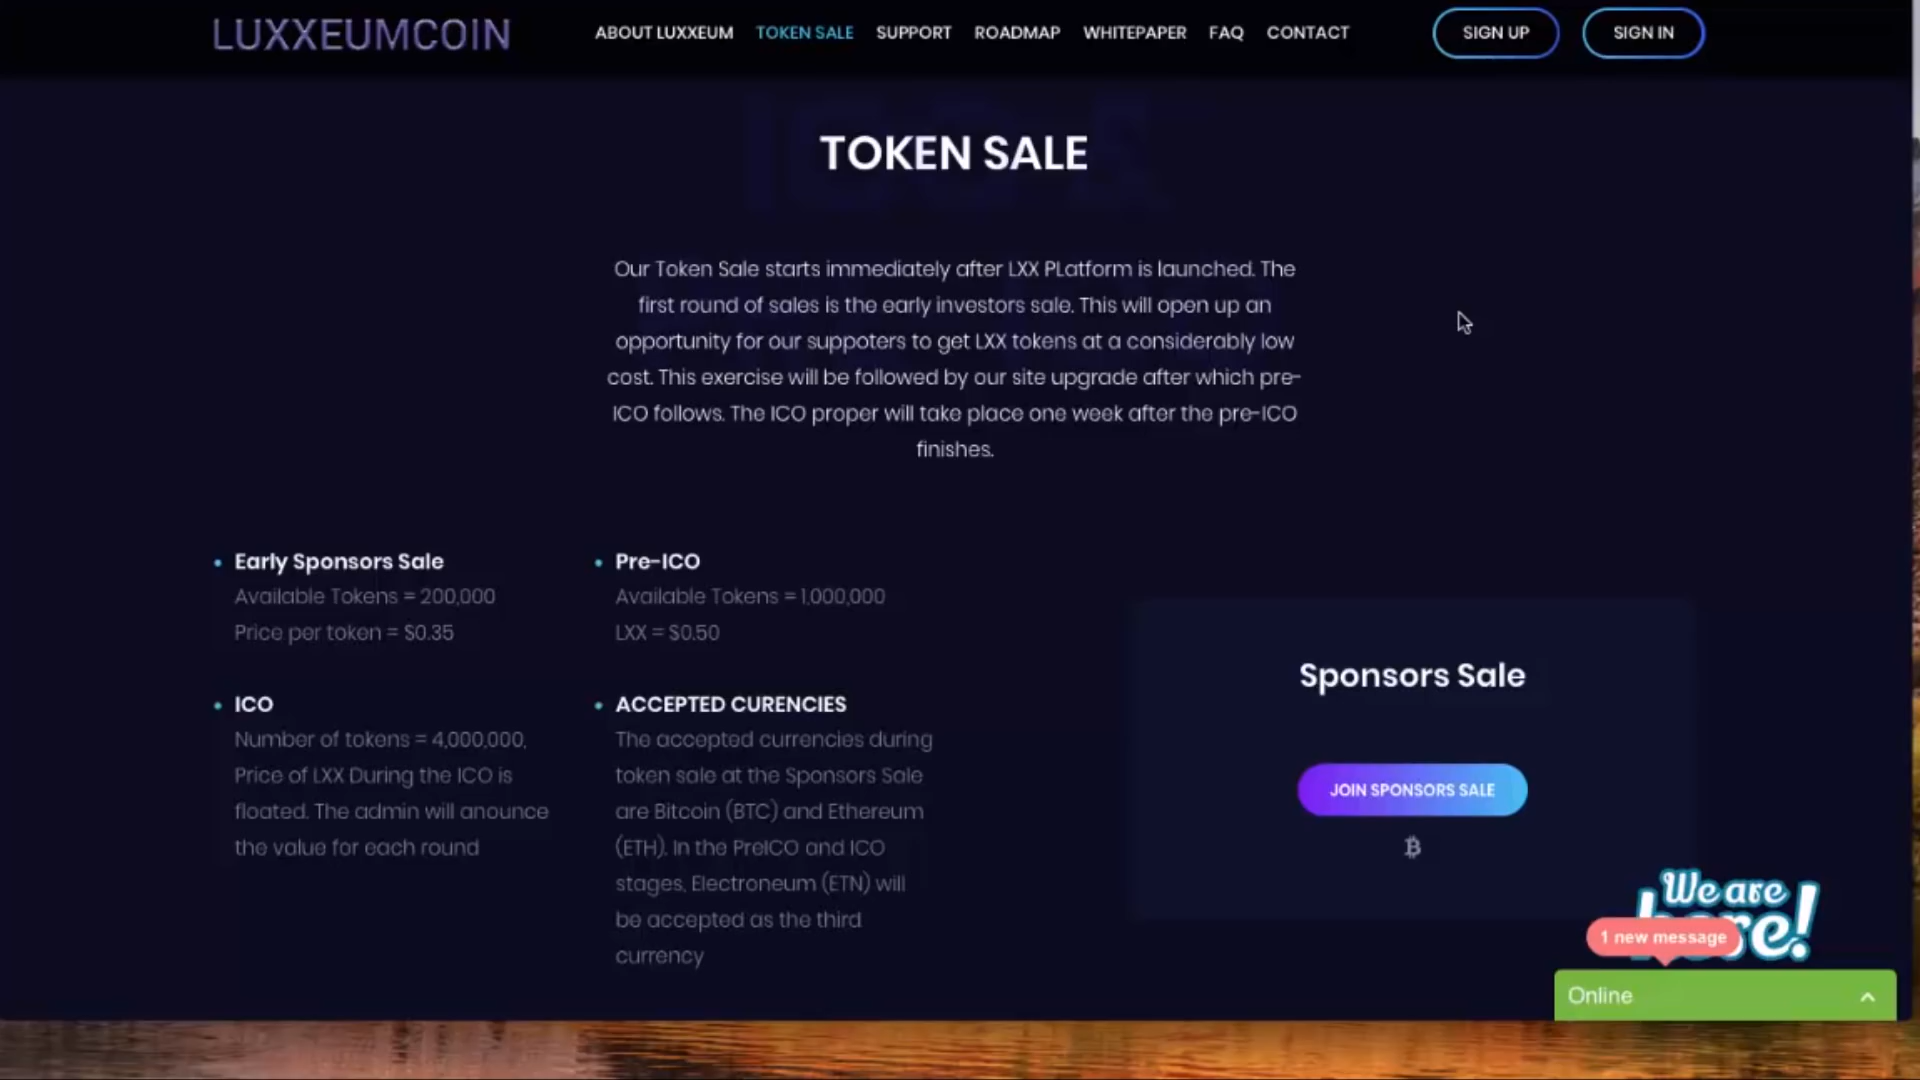 LUXXEUMCOIN
ABOUT LUXXEUM TOKEN SALE SUPPORT ROADMAP WHITEPAPER FAQ CONTACT SIGN UP SIGN IN
TOKEN SALE
Our Token Sale starts immediately after LXX PLatform is launched. The
first round of sales is the early investors sale. This will open up an
opportunity for our suppoters to get LXX tokens at a considerably low
cost. This exercise will be followed by our site upgrade after which pre-
ICO follows. The ICO proper will take place one week after the pre-ICO
finishes.
Early Sponsors Sale
Available Tokens = 200,000
Price per token = $0.35
Pre-ICO
Available Tokens = 1,000,000
LXX = $0.50
ICO
Number of tokens = 4,000,000,
Price of LXX During the ICO is
floated. The admin will anounce
the value for each round
ACCEPTED CURENCIES
The accepted currencies during
token sale at the Sponsors Sale
are Bitcoin (BTC) and Ethereum
(ETH). In the PreICO and ICO
stages, Electroneum (ETN) will
be accepted as the third
currency
Sponsors Sale
JOIN SPONSORS SALE
We are
here!
1 new message
Online